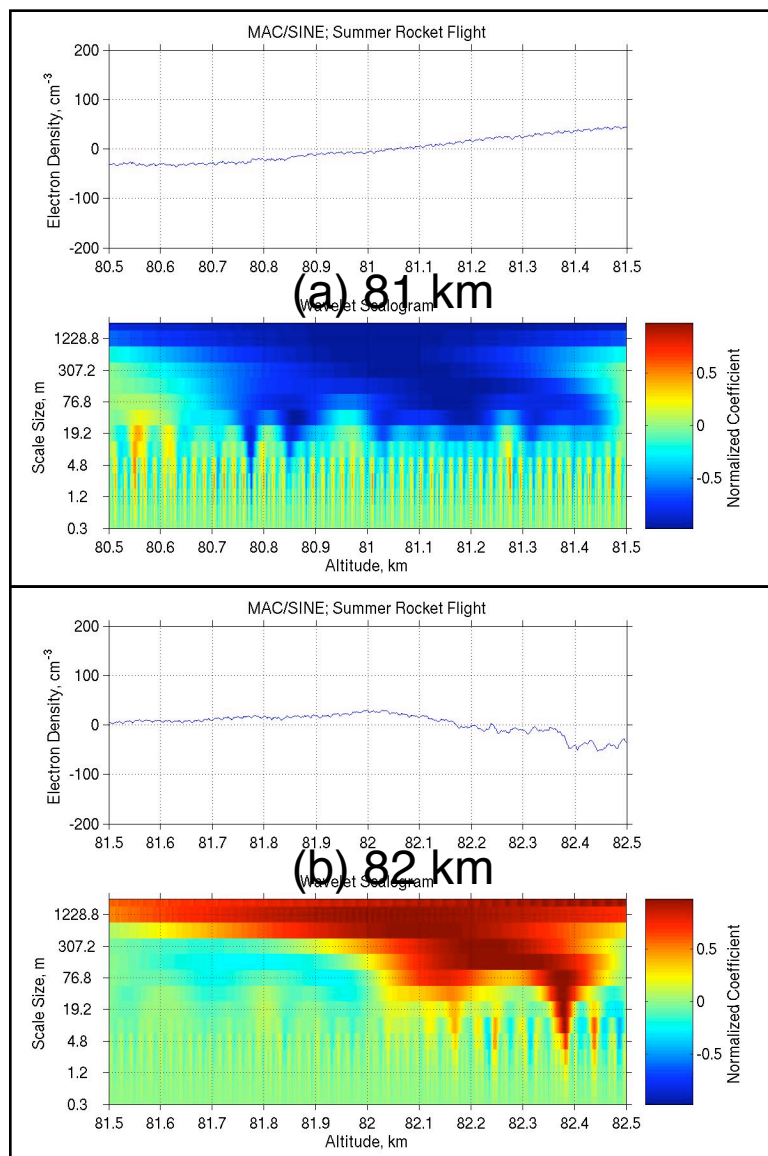 MAC/SINE; Summer Rocket Flight
200
100
0
-100
-200
Electron Density, cm-3
80.5 80.6 80.7 80.8 80.9 81 81.1 81.2 81.3 81.4 81.5
(a) 81 km
Wavelet Scalogram
1228.8
307.2
76.8
19.2
4.8
1.2
0.3
Scale Size, m
80.5 80.6 80.7 80.8 80.9 81 81.1 81.2 81.3 81.4 81.5
Altitude, km
0.5
0
-0.5
Normalized Coefficient
MAC/SINE; Summer Rocket Flight
200
100
0
-100
-200
Electron Density, cm-3
81.5 81.6 81.7 81.8 81.9 82 82.1 82.2 82.3 82.4 82.5
(b) 82 km
Wavelet Scalogram
1228.8
307.2
76.8
19.2
4.8
1.2
0.3
Scale Size, m
81.5 81.6 81.7 81.8 81.9 82 82.1 82.2 82.3 82.4 82.5
Altitude, km
0.5
0
-0.5
Normalized Coefficient